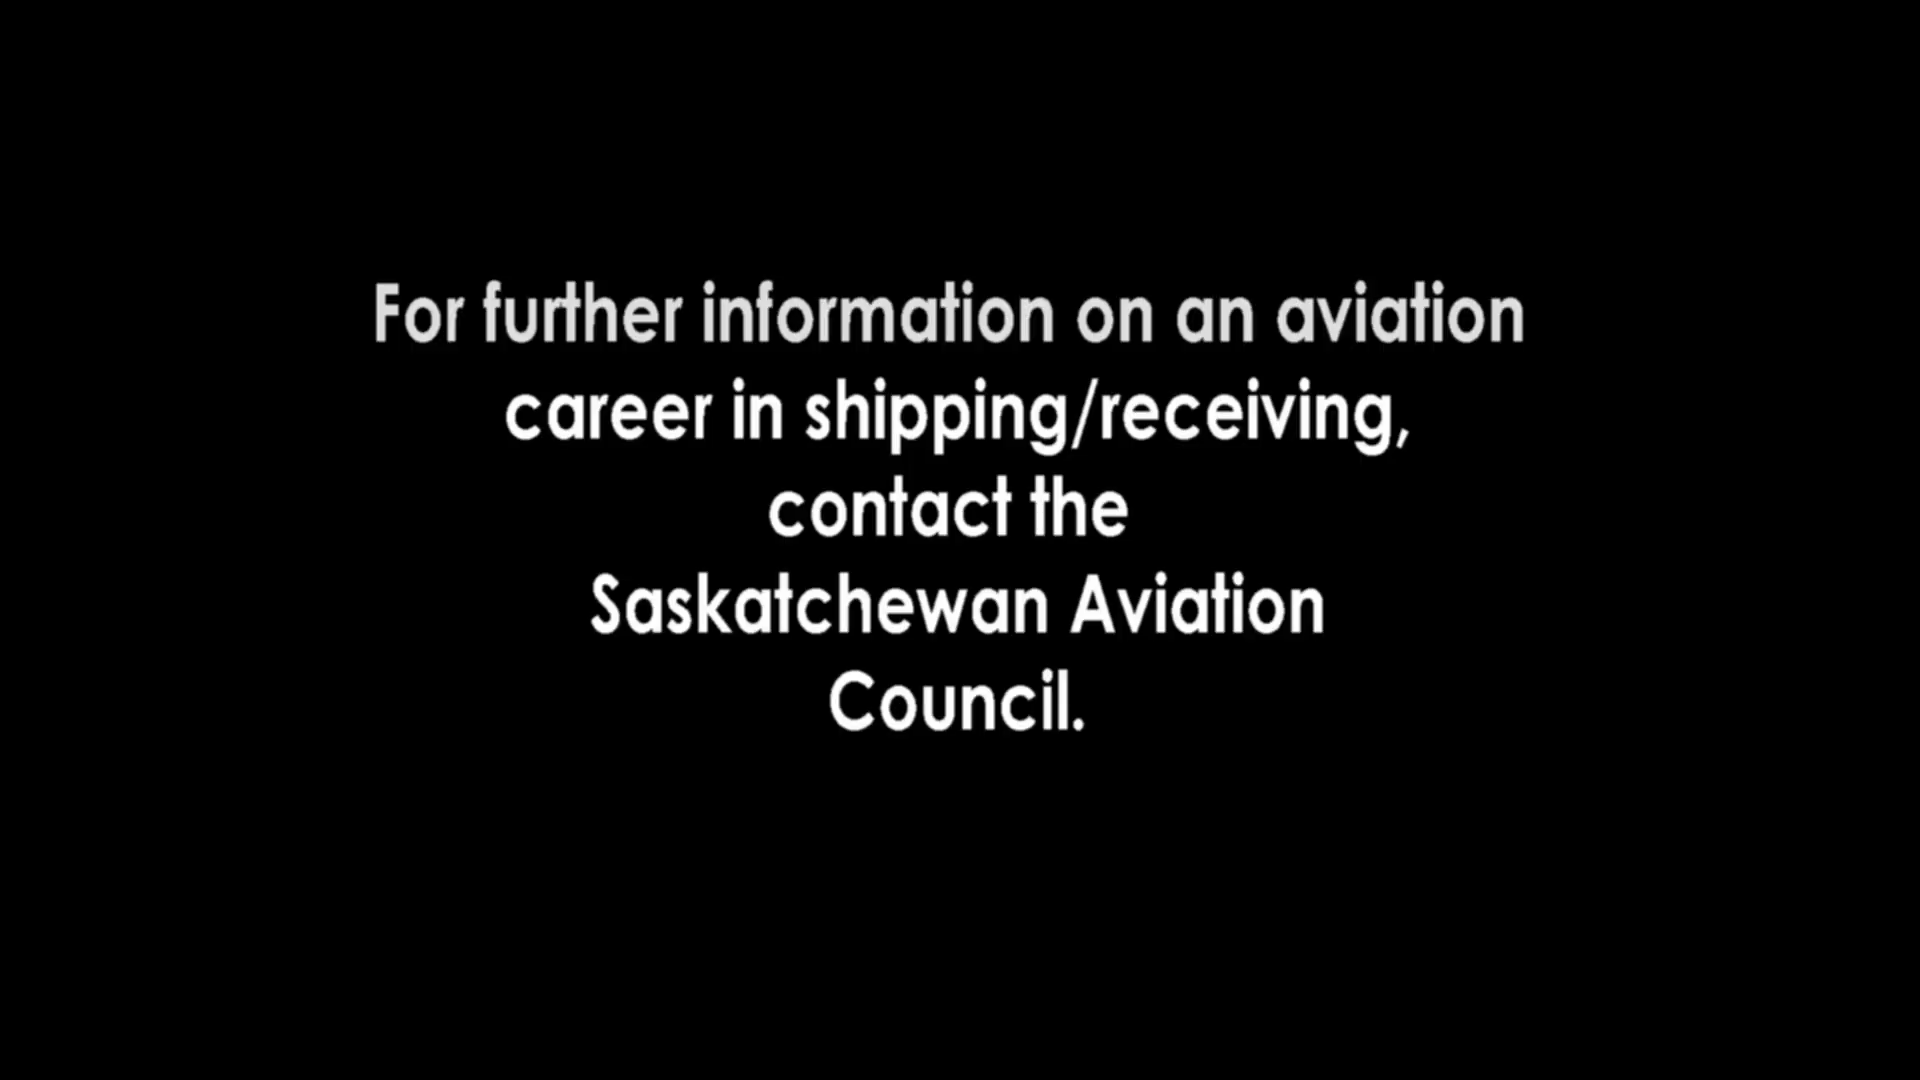 For further information on an aviation
career in shipping/receiving,
contact the
Saskatchewan Aviation
Council.